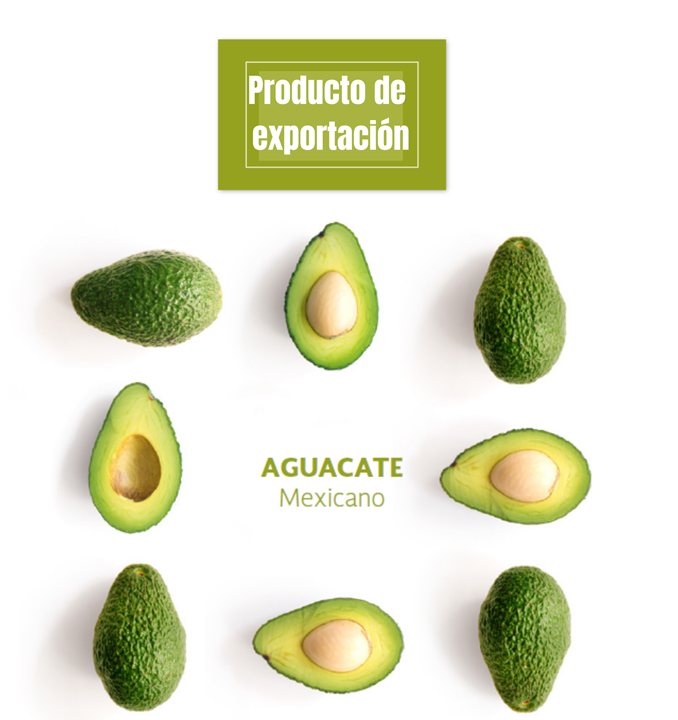 Producto de
exportación
AGUACATE
Mexicano